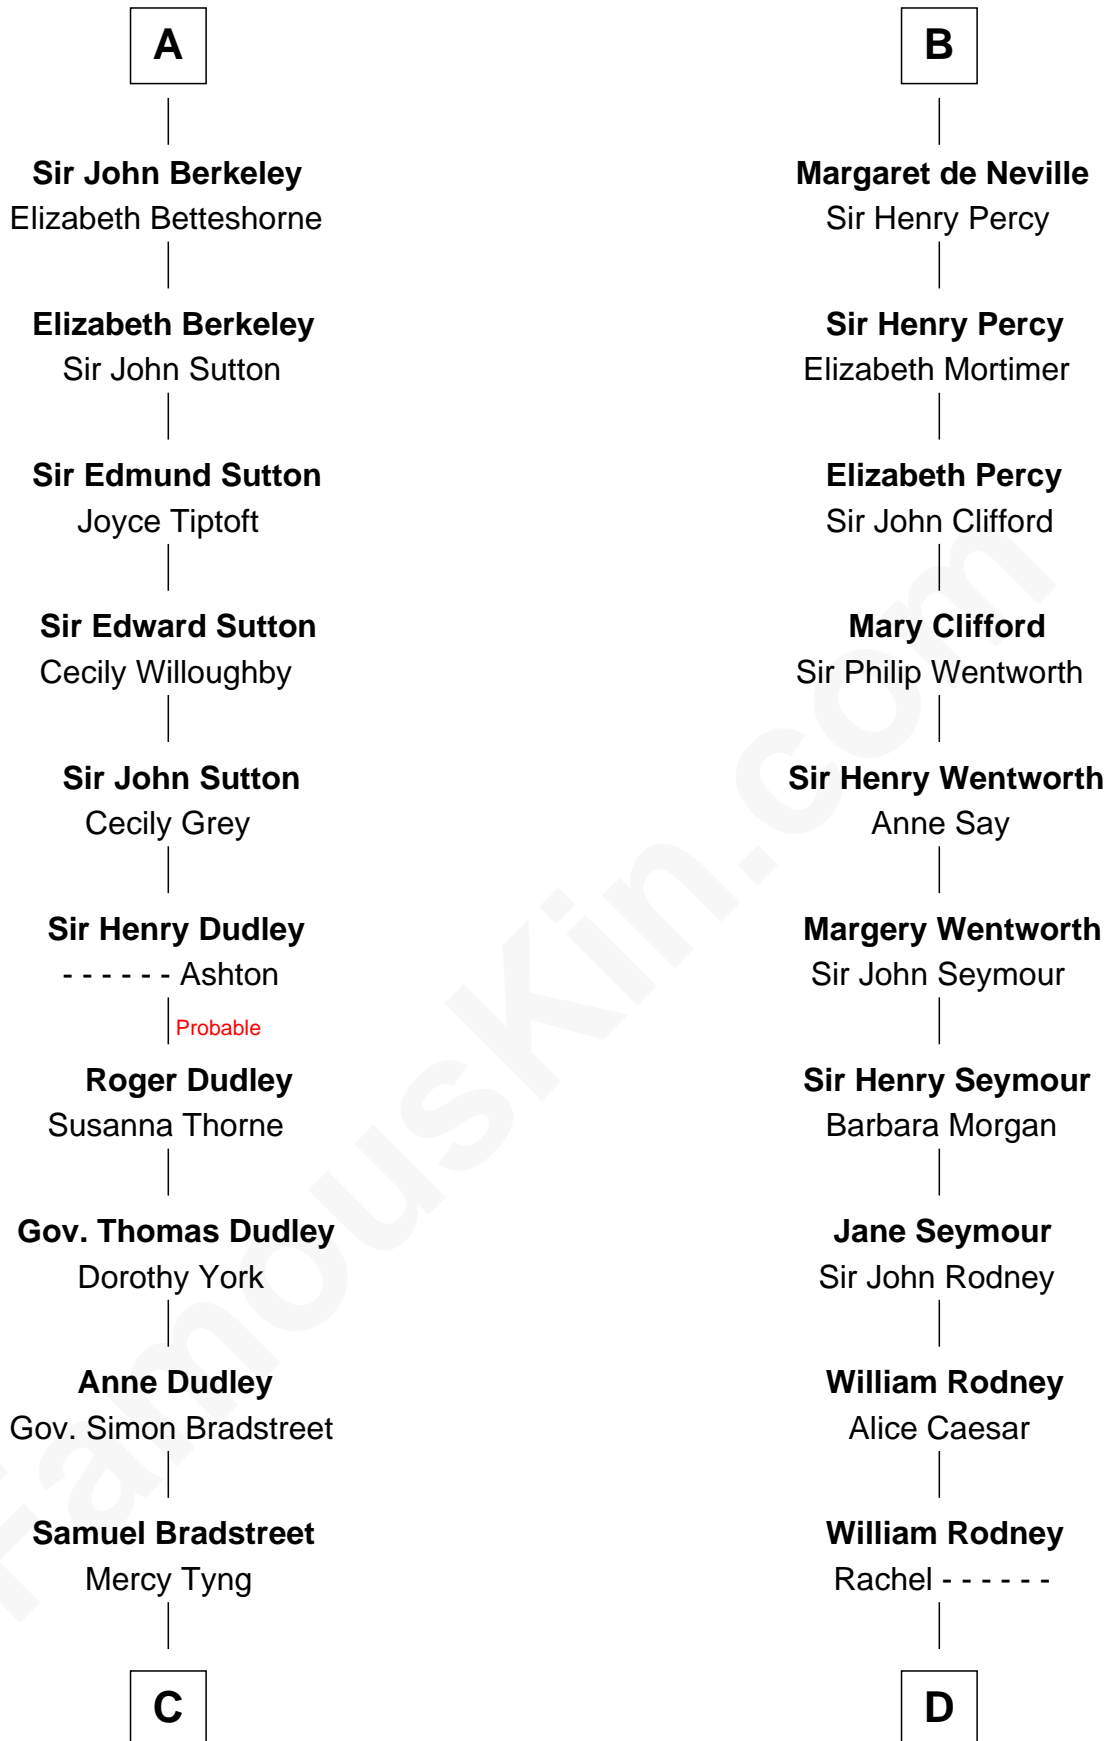 A
Sir John Berkeley
Elizabeth Betteshorne
Elizabeth Berkeley
Sir John Sutton
Sir Edmund Sutton
Joyce Tiptoft
Sir Edward Sutton
Cecily Willoughby
Sir John Sutton
Cecily Grey
Sir Henry Dudley
- - - - - - Ashton
Probable
Roger Dudley
Susanna Thorne
Gov. Thomas Dudley
Dorothy York
Anne Dudley
Gov. Simon Bradstreet
Samuel Bradstreet
Mercy Tyng
C
B
Margaret de Neville
Sir Henry Percy
Sir Henry Percy
Elizabeth Mortimer
Elizabeth Percy
Sir John Clifford
Mary Clifford
Sir Philip Wentworth
Sir Henry Wentworth
Anne Say
Margery Wentworth
Sir John Seymour
Sir Henry Seymour
Barbara Morgan
Jane Seymour
Sir John Rodney
William Rodney
Alice Caesar
William Rodney
Rachel - - - - - -
D
FamousKin.com